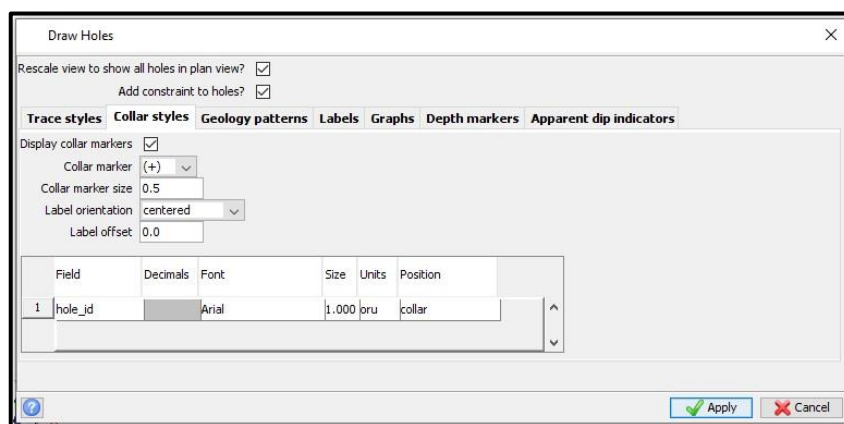 Draw Holes
Rescale view to show all holes in plan view?
Add constraint to holes?
Trace styles Collar styles Geology patterns Labels Graphs Depth markers Apparent dip indicators
Display collar markers
Collar marker (+)
Collar marker size 0.5
Label orientation centered
Label offset 0.0
Field Decimals Font Size Units Position
1 hole_id Arial 1.000 oru collar
? Apply Cancel